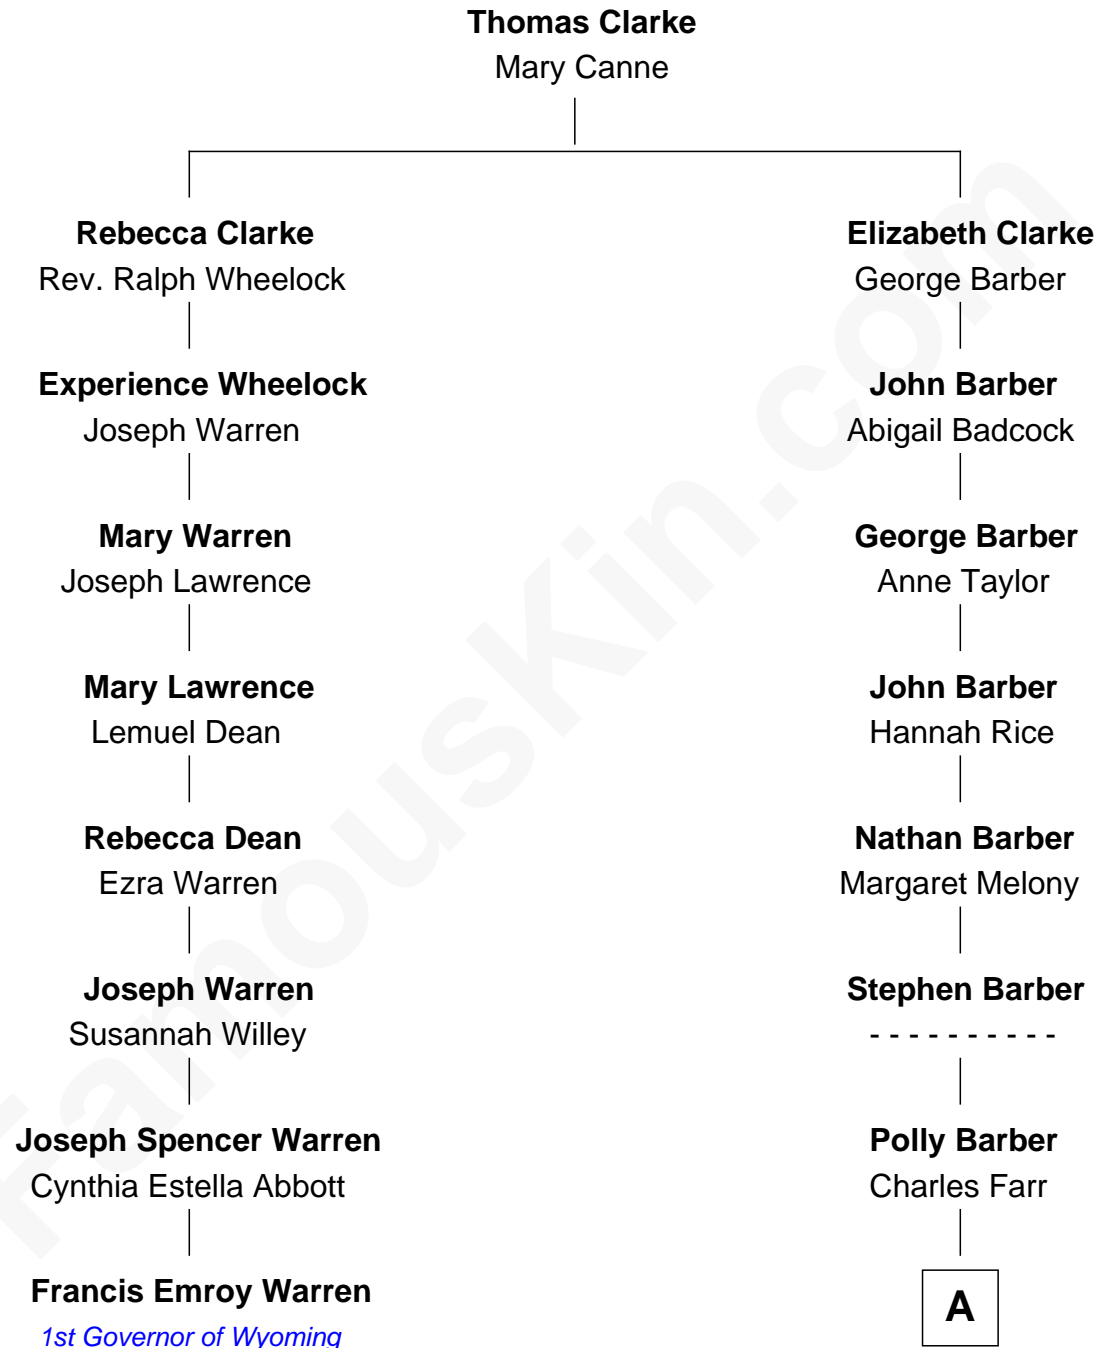 Thomas Clarke
Mary Canne
Rebecca Clarke
Rev. Ralph Wheelock
Elizabeth Clarke
George Barber
Experience Wheelock
Joseph Warren
John Barber
Abigail Badcock
Mary Warren
Joseph Lawrence
George Barber
Anne Taylor
Mary Lawrence
Lemuel Dean
John Barber
Hannah Rice
Rebecca Dean
Ezra Warren
Nathan Barber
Margaret Melony
Joseph Warren
Susannah Willey
Stephen Barber
- - - - - - - - - -
Joseph Spencer Warren
Cynthia Estella Abbott
Polly Barber
Charles Farr
Francis Emroy Warren
1st Governor of Wyoming
A
FamousKin.com